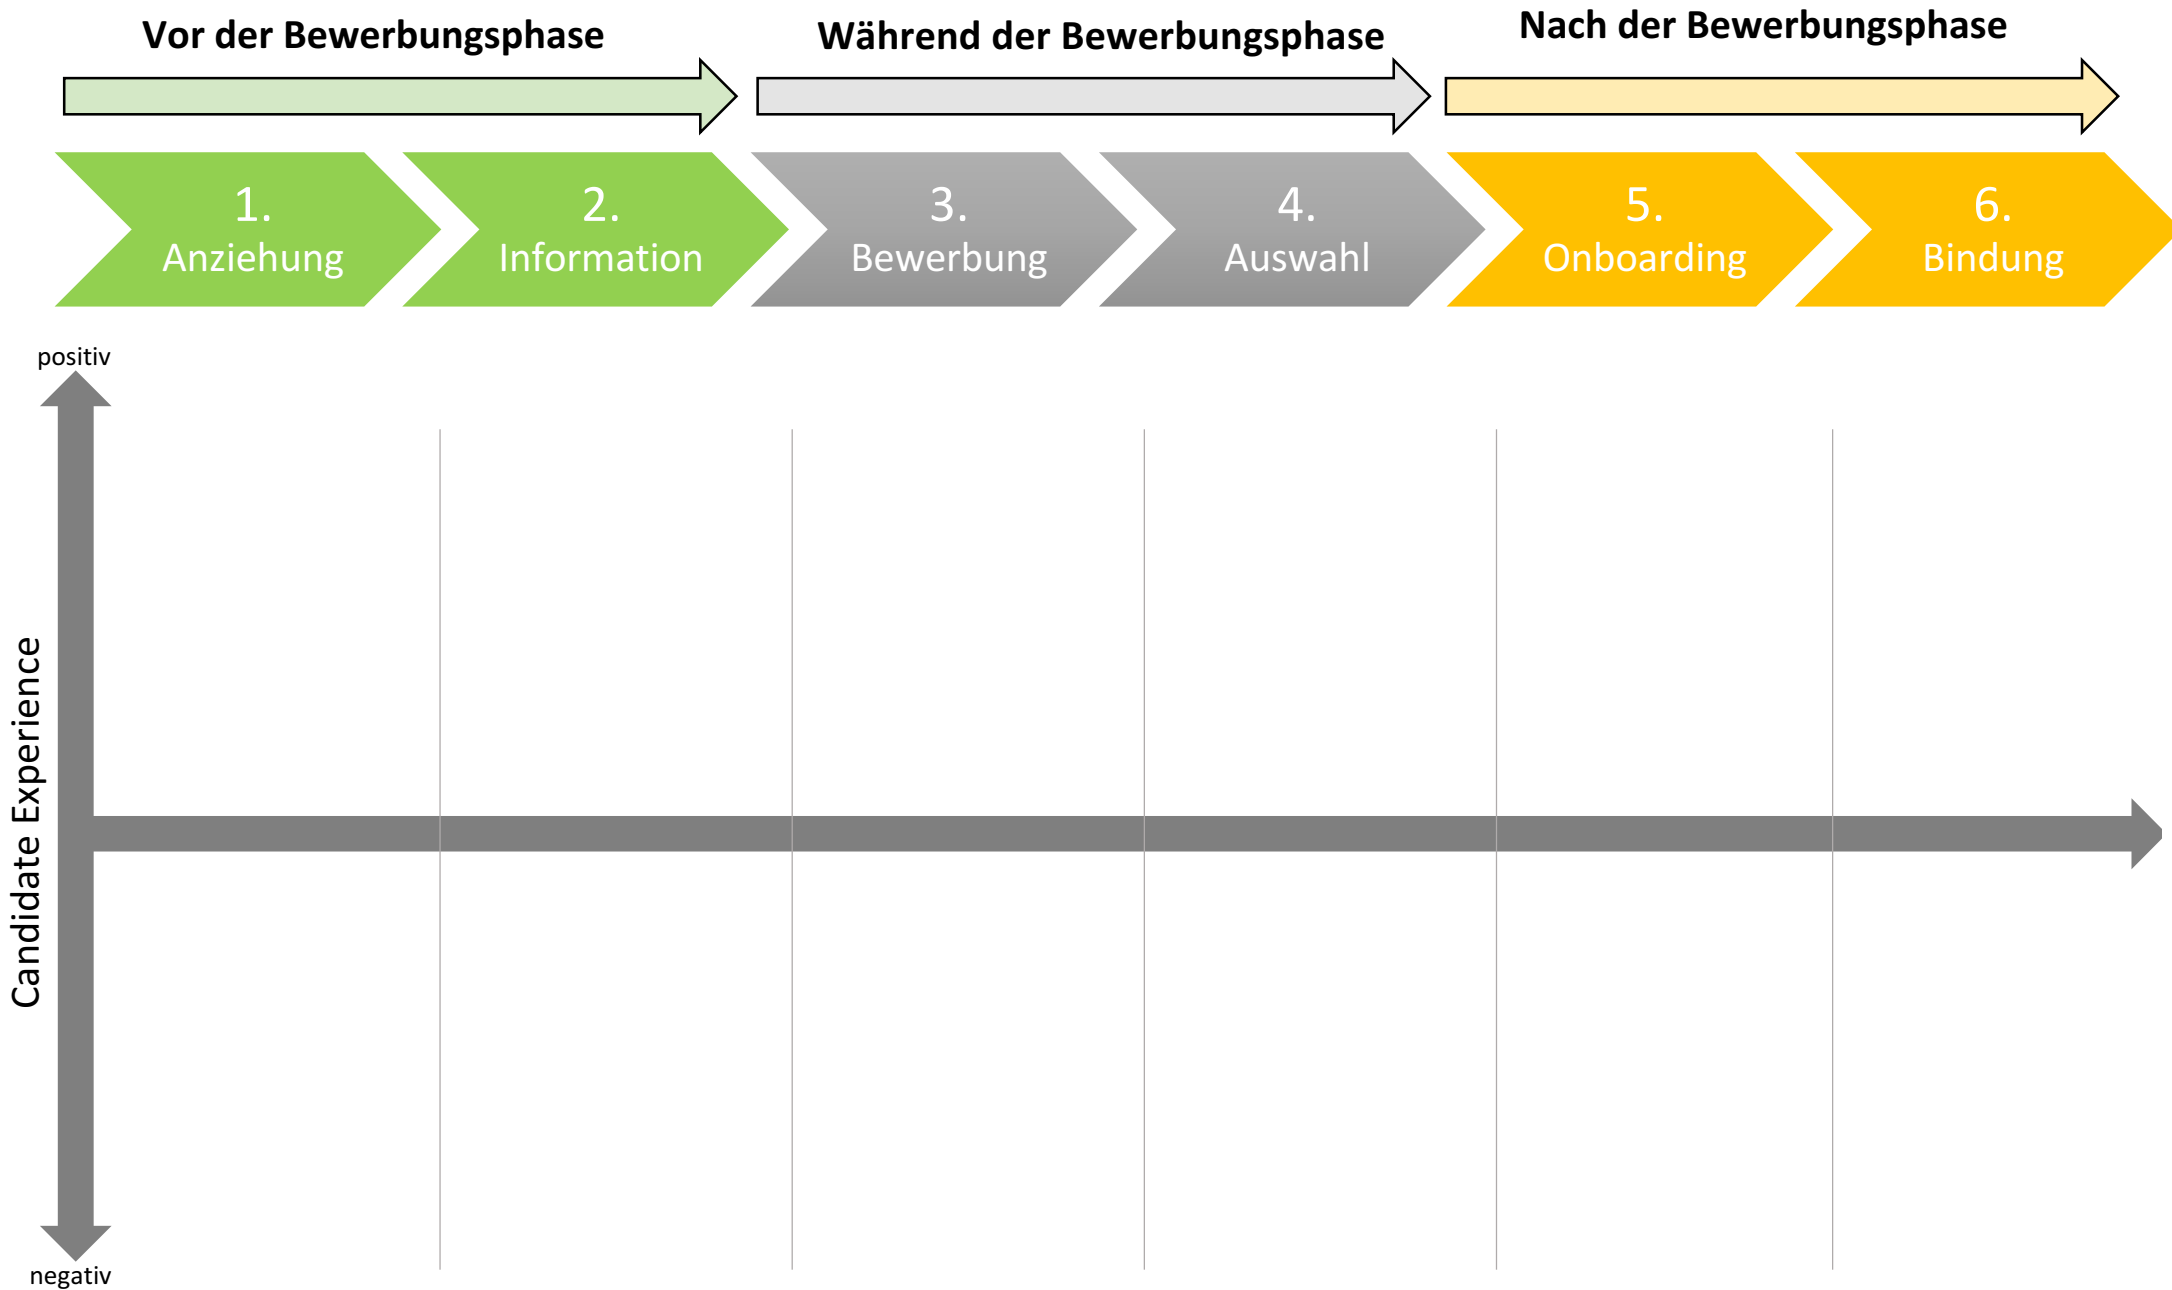 Vor der Bewerbungsphase
Während der Bewerbungsphase
Nach der Bewerbungsphase
1.
Anziehung
2.
Information
3.
Bewerbung
4.
Auswahl
5.
Onboarding
6.
Bindung
positiv
Candidate Experience
negativ